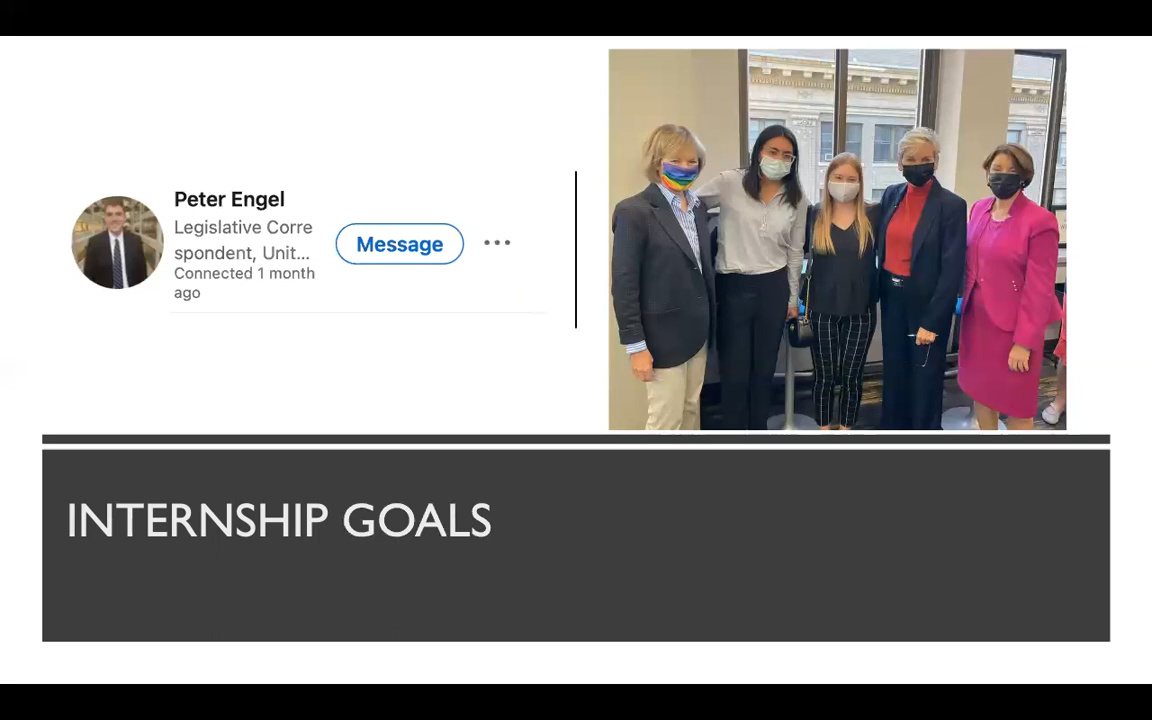 Peter Engel
Legislative Corre
spondent, Unit...
Connected 1 month
ago
Message
INTERNSHIP GOALS